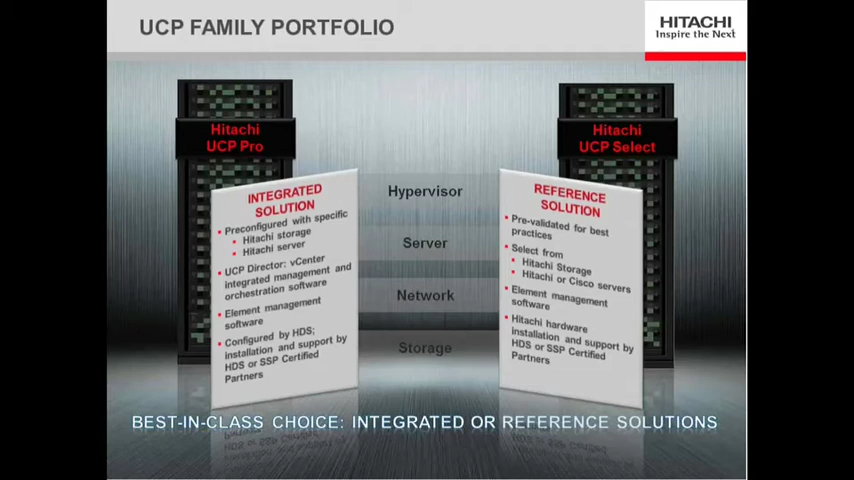 UCP FAMILY PORTFOLIO
HITACHI
Inspire the Next
Hitachi
UCP Pro
Hitachi
UCP Select
INTEGRATED
SOLUTION
• Preconfigured with specific
• Hitachi storage
• Hitachi server
• UCP Director: vCenter
integrated management and
orchestration software
• Element management
software
• Configured by HDS;
installation and support by
HDS or SSP Certified
Partners
Hypervisor
Server
Network
Storage
REFERENCE
SOLUTION
• Pre-validated for best
practices
• Select from
• Hitachi Storage
• Hitachi or Cisco servers
• Element management
software
• Hitachi hardware
installation and support by
HDS or SSP Certified
Partners
BEST-IN-CLASS CHOICE: INTEGRATED OR REFERENCE SOLUTIONS